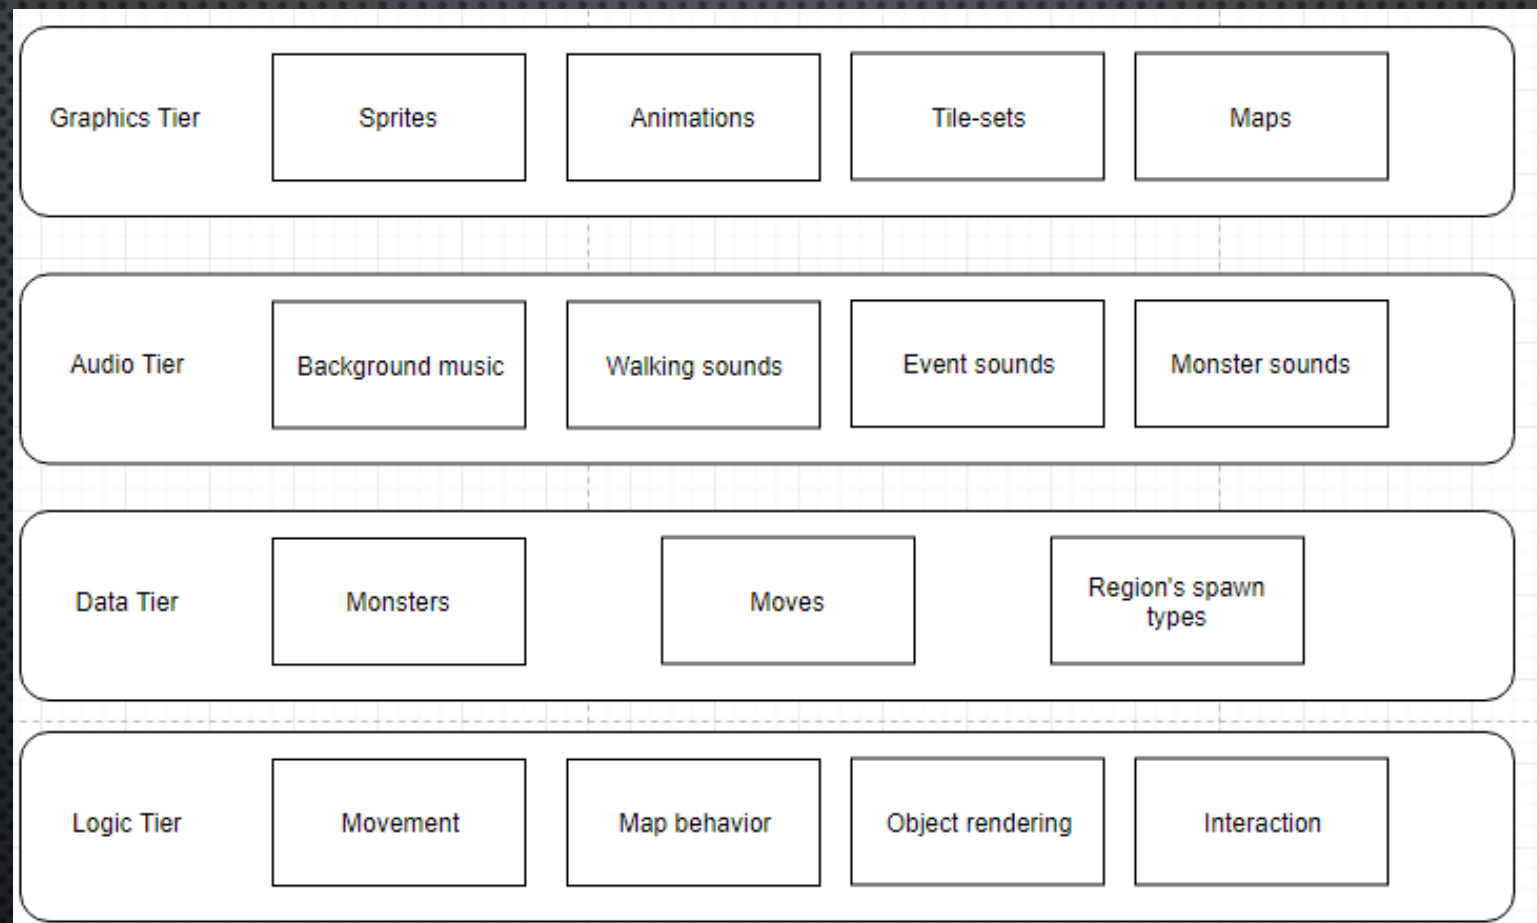 Graphics Tier
Sprites
Animations
Tile-sets
Maps
Audio Tier
Background music
Walking sounds
Event sounds
Monster sounds
Data Tier
Monsters
Moves
Region's spawn
types
Logic Tier
Movement
Map behavior
Object rendering
Interaction